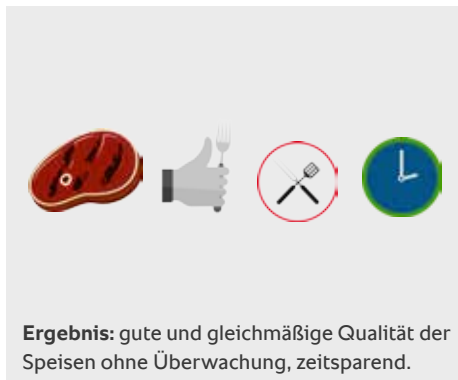 Ergebnis: gute und gleichmäßige Qualität der
Speisen ohne Überwachung, zeitsparend.